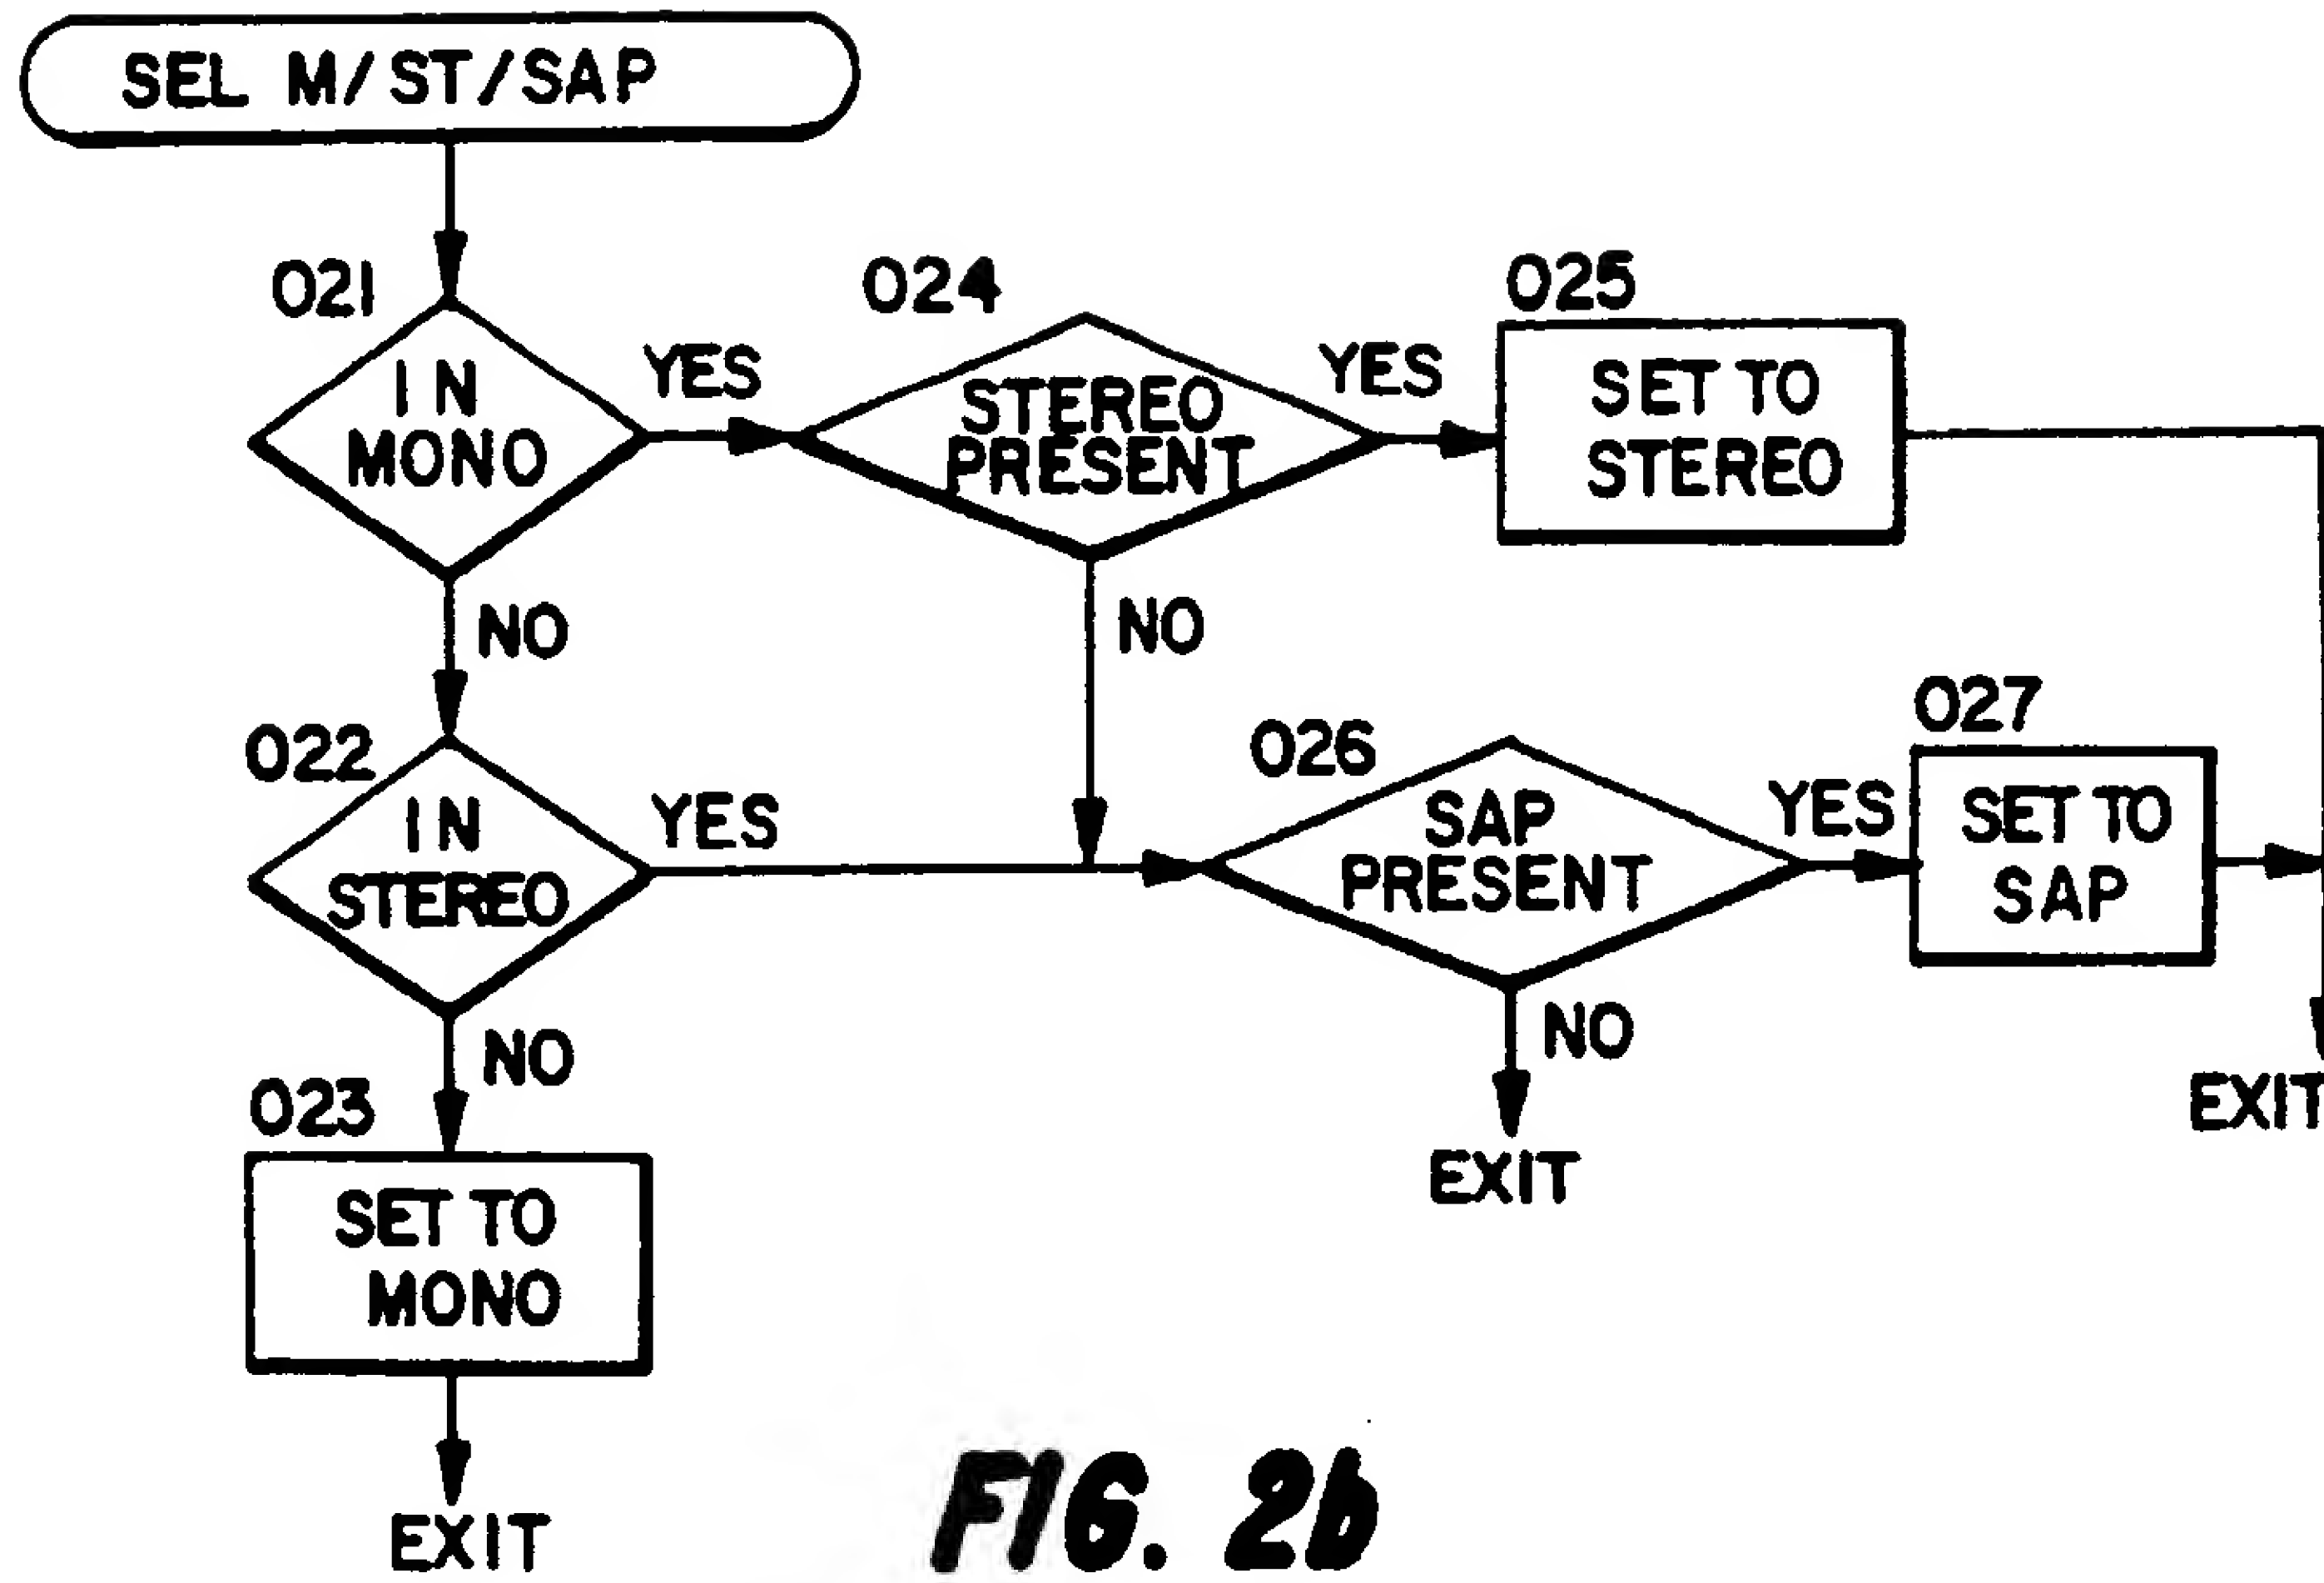 SEL M/ST/SAP
021
IN
MONO
YES
NO
024
STEREO
PRESENT
YES
NO
025
SET TO
STEREO
022
IN
STEREO
YES
NO
026
SAP
PRESENT
YES
NO
EXIT
027
SET TO
SAP
EXIT
023
SET TO
MONO
EXIT
FIG. 2b